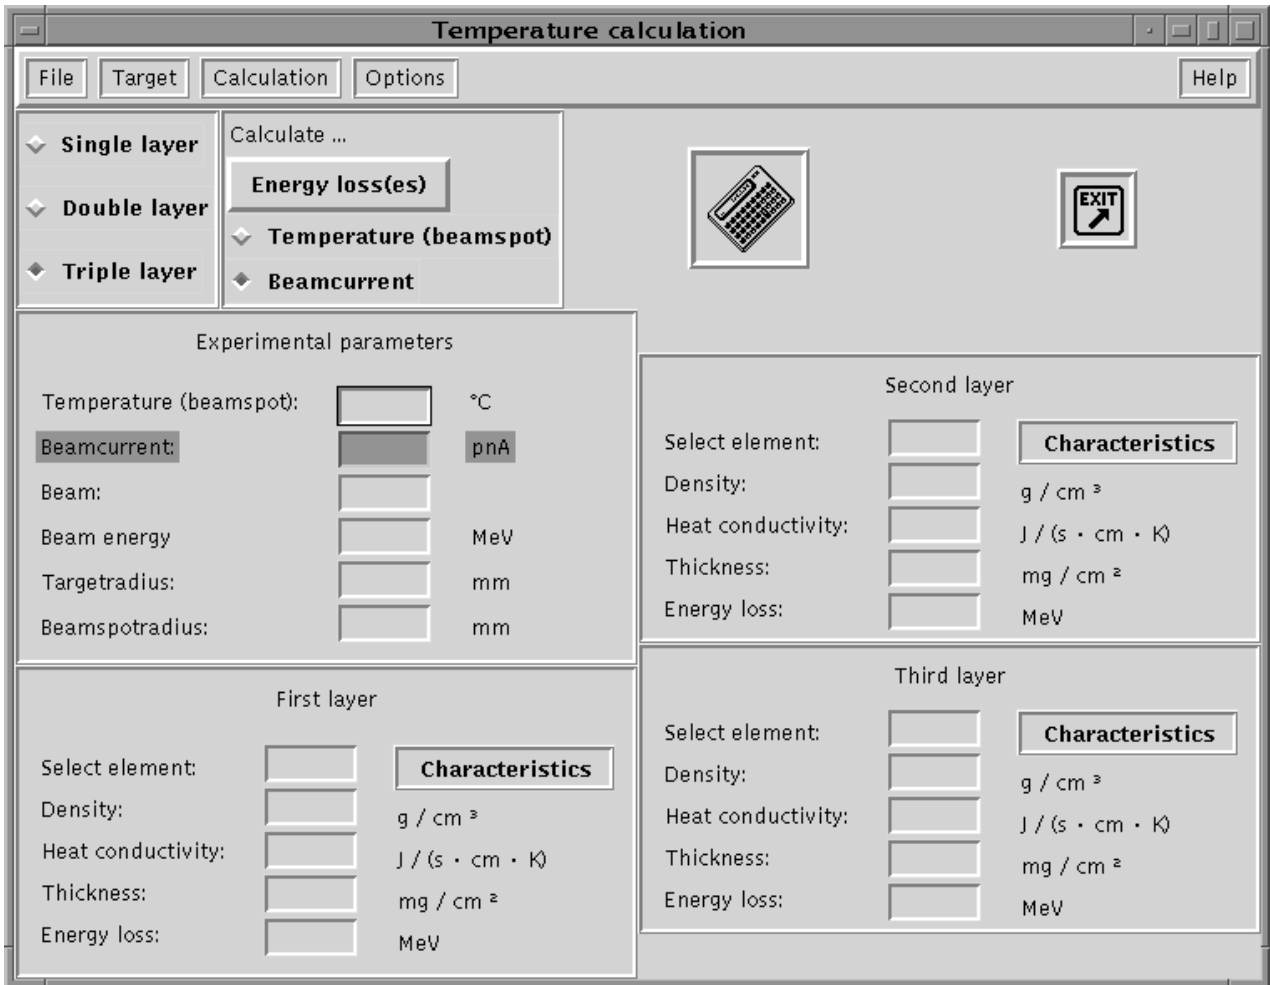 Temperature calculation
File Target Calculation Options Help
Single layer
Double layer
Triple layer
Calculate ...
Energy loss(es)
Temperature (beamspot)
Beamcurrent
EXIT
Experimental parameters
Temperature (beamspot): °C
Beamcurrent: pnA
Beam:
Beam energy MeV
Targetradius: mm
Beamspotradius: mm
First layer
Select element: Characteristics
Density: g / cm ³
Heat conductivity: J / (s · cm · K)
Thickness: mg / cm ²
Energy loss: MeV
Second layer
Select element: Characteristics
Density: g / cm ³
Heat conductivity: J / (s · cm · K)
Thickness: mg / cm ²
Energy loss: MeV
Third layer
Select element: Characteristics
Density: g / cm ³
Heat conductivity: J / (s · cm · K)
Thickness: mg / cm ²
Energy loss: MeV